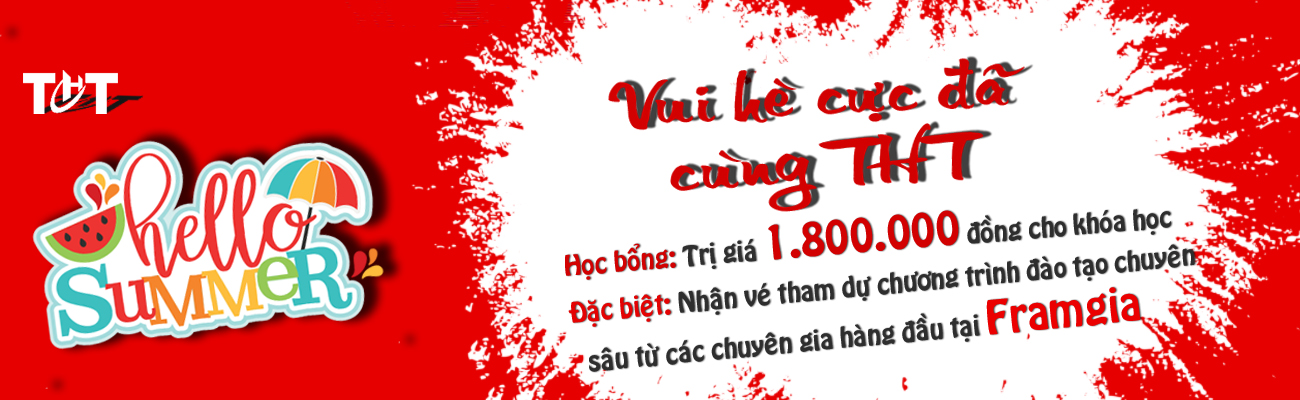 THT
hello
SUMMER
Vui hè cực đã
cùng THT
Học bổng: Trị giá 1.800.000 đồng cho khóa học
Đặc biệt: Nhận vé tham dự chương trình đào tạo chuyên
sâu từ các chuyên gia hàng đầu tại Framgia